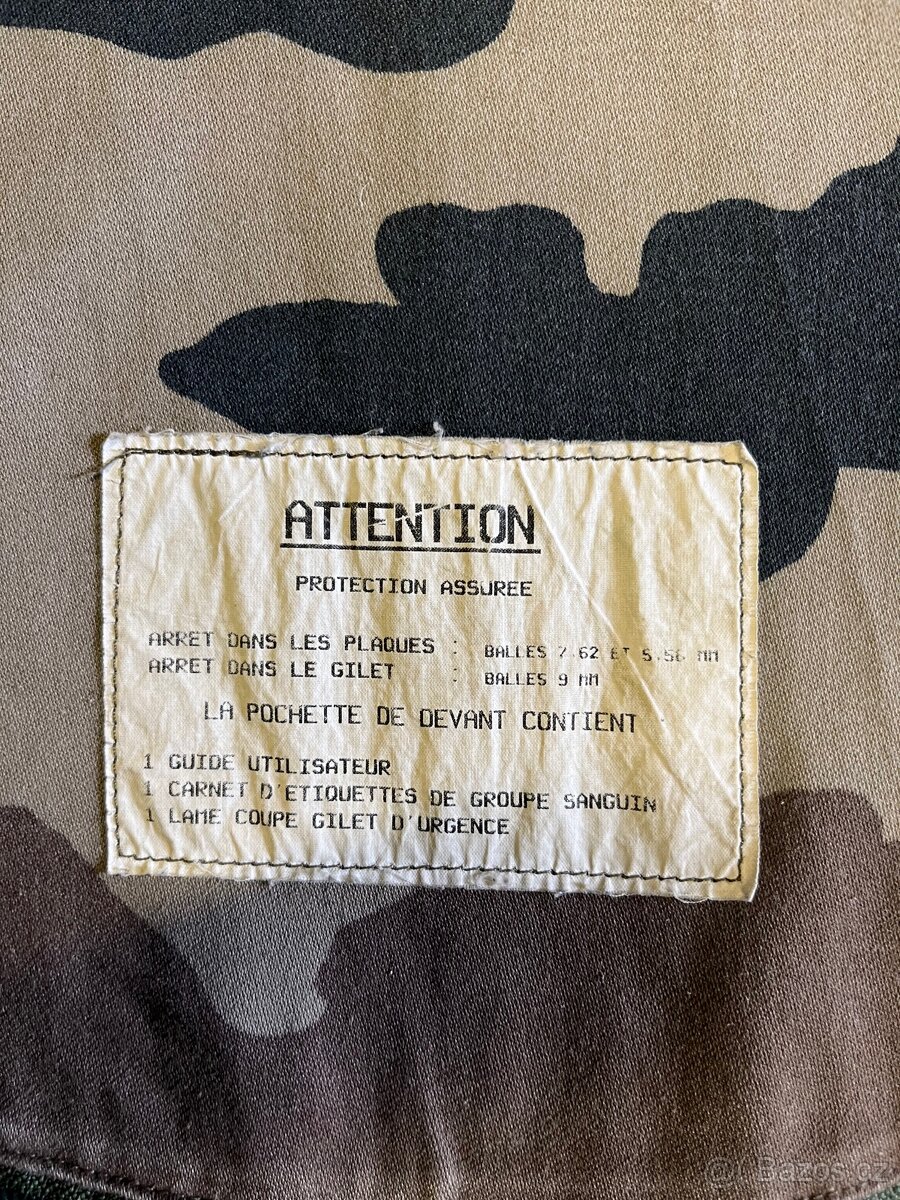 ATTENTION
PROTECTION ASSUREE
ARRET DANS LES PLAQUES : BALLES 7.62 ET 5.56 MM
ARRET DANS LE GILET : BALLES 9 MM
LA POCHETTE DE DEVANT CONTIENT
1 GUIDE UTILISATEUR
1 CARNET D'ETIQUETTES DE GROUPE SANGUIN
1 LAME COUPE GILET D'URGENCE
@ Bazos.cz